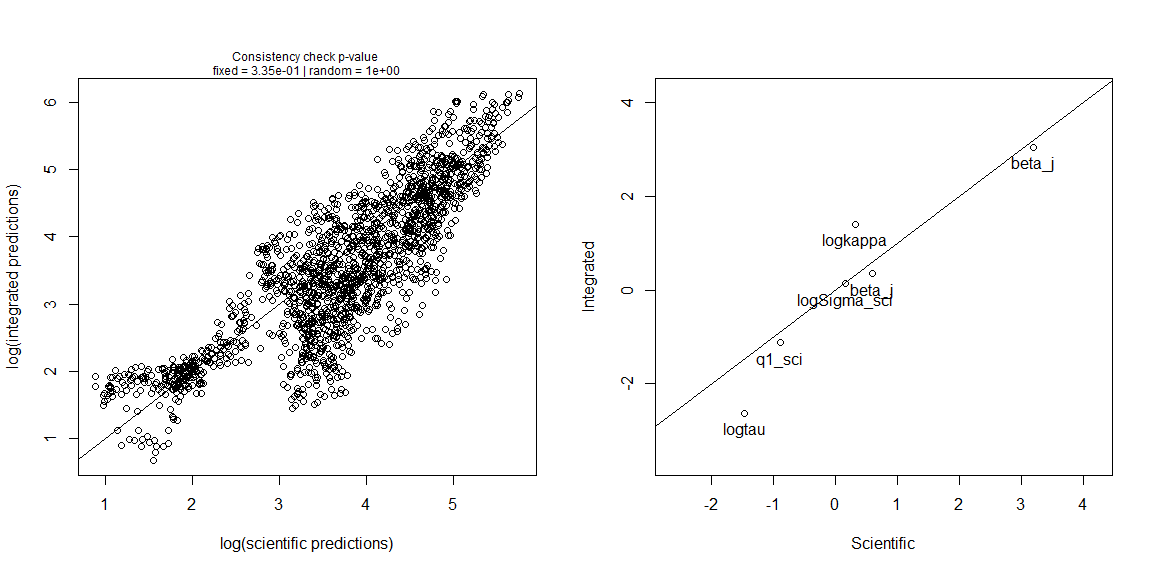 Consistency check p-value
fixed = 3.35e-01 | random = 1e+00
log(integrated predictions)
6
5
4
3
2
1
1
2
3
4
5
log(scientific predictions)
Integrated
4
2
0
-2
beta_j
logkappa
beta_j
logSigma_sci
q1_sci
logtau
-2
-1
0
1
2
3
4
Scientific